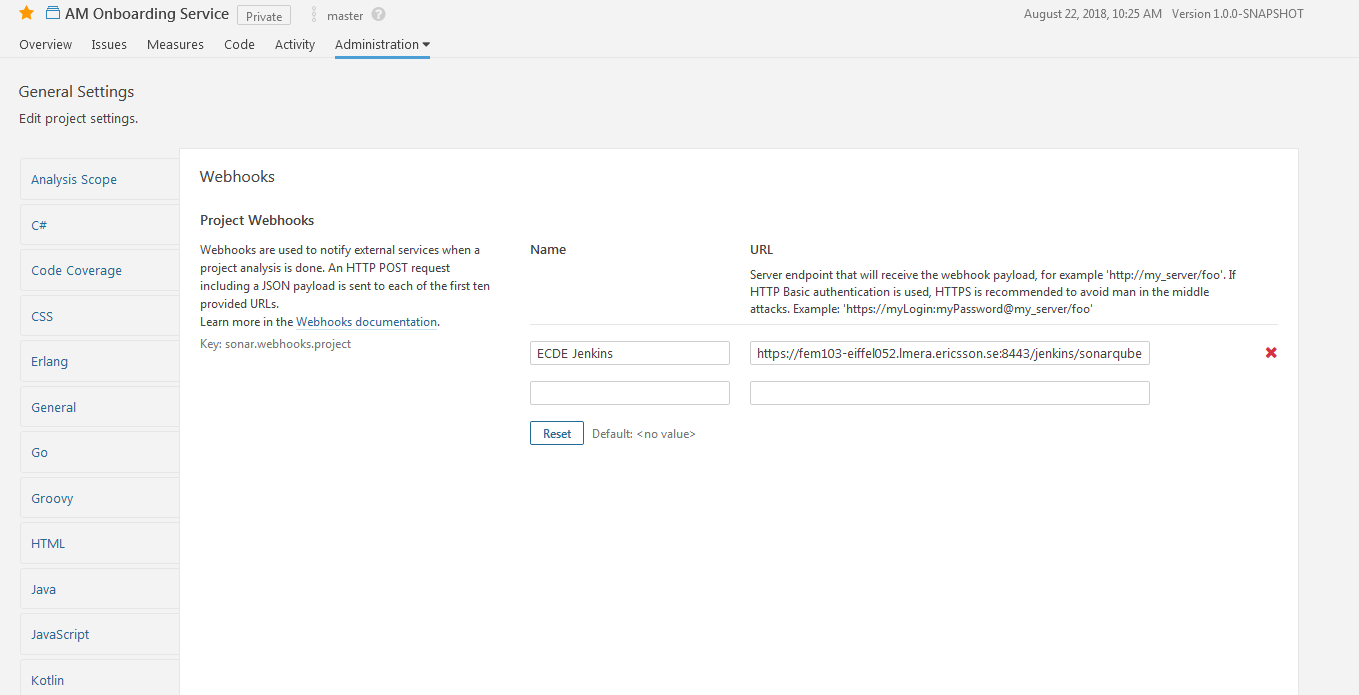 AM Onboarding Service Private master ? August 22, 2018, 10:25 AM Version 1.0.0-SNAPSHOT
Overview Issues Measures Code Activity Administration
General Settings
Edit project settings.
Analysis Scope
C#
Code Coverage
CSS
Erlang
General
Go
Groovy
HTML
Java
JavaScript
Kotlin
Webhooks
Project Webhooks
Webhooks are used to notify external services when a
project analysis is done. An HTTP POST request
including a JSON payload is sent to each of the first ten
provided URLs.
Learn more in the Webhooks documentation.
Key: sonar.webhooks.project
Name
URL
Server endpoint that will receive the webhook payload, for example 'http://my_server/foo'. If
HTTP Basic authentication is used, HTTPS is recommended to avoid man in the middle
attacks. Example: 'https://myLogin:myPassword@my_server/foo'
ECDE Jenkins https://fem103-eiffel052.lmera.ericsson.se:8443/jenkins/sonarqube
Reset Default: <no value>